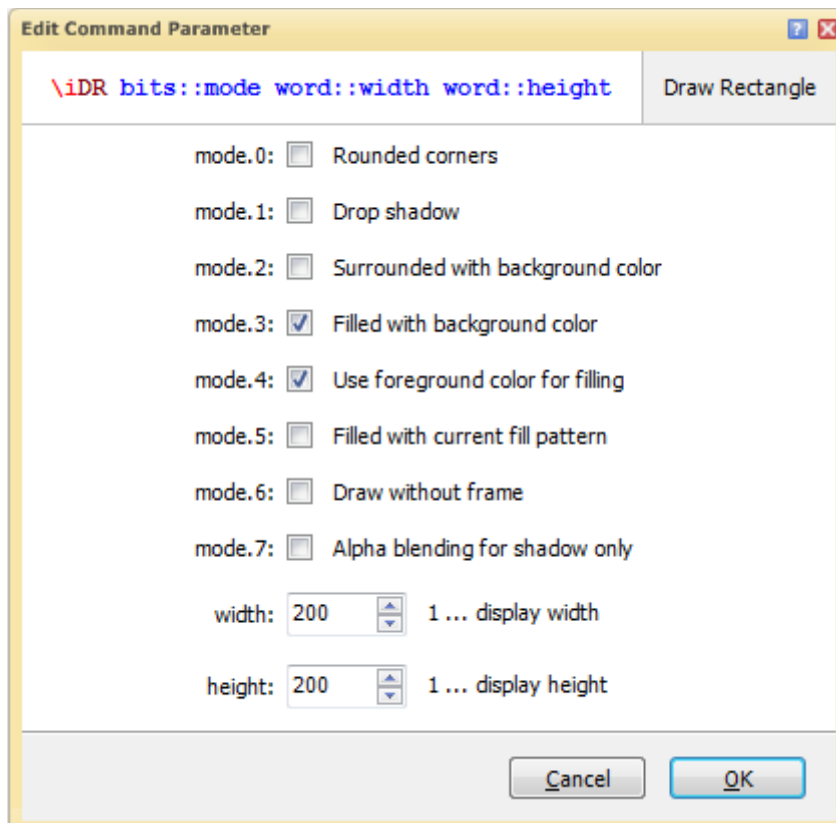 Edit Command Parameter
\iDR bits::mode word::width word::height Draw Rectangle
mode.0: Rounded corners
mode.1: Drop shadow
mode.2: Surrounded with background color
mode.3: Filled with background color
mode.4: Use foreground color for filling
mode.5: Filled with current fill pattern
mode.6: Draw without frame
mode.7: Alpha blending for shadow only
width: 200 1 ... display width
height: 200 1 ... display height
Cancel OK